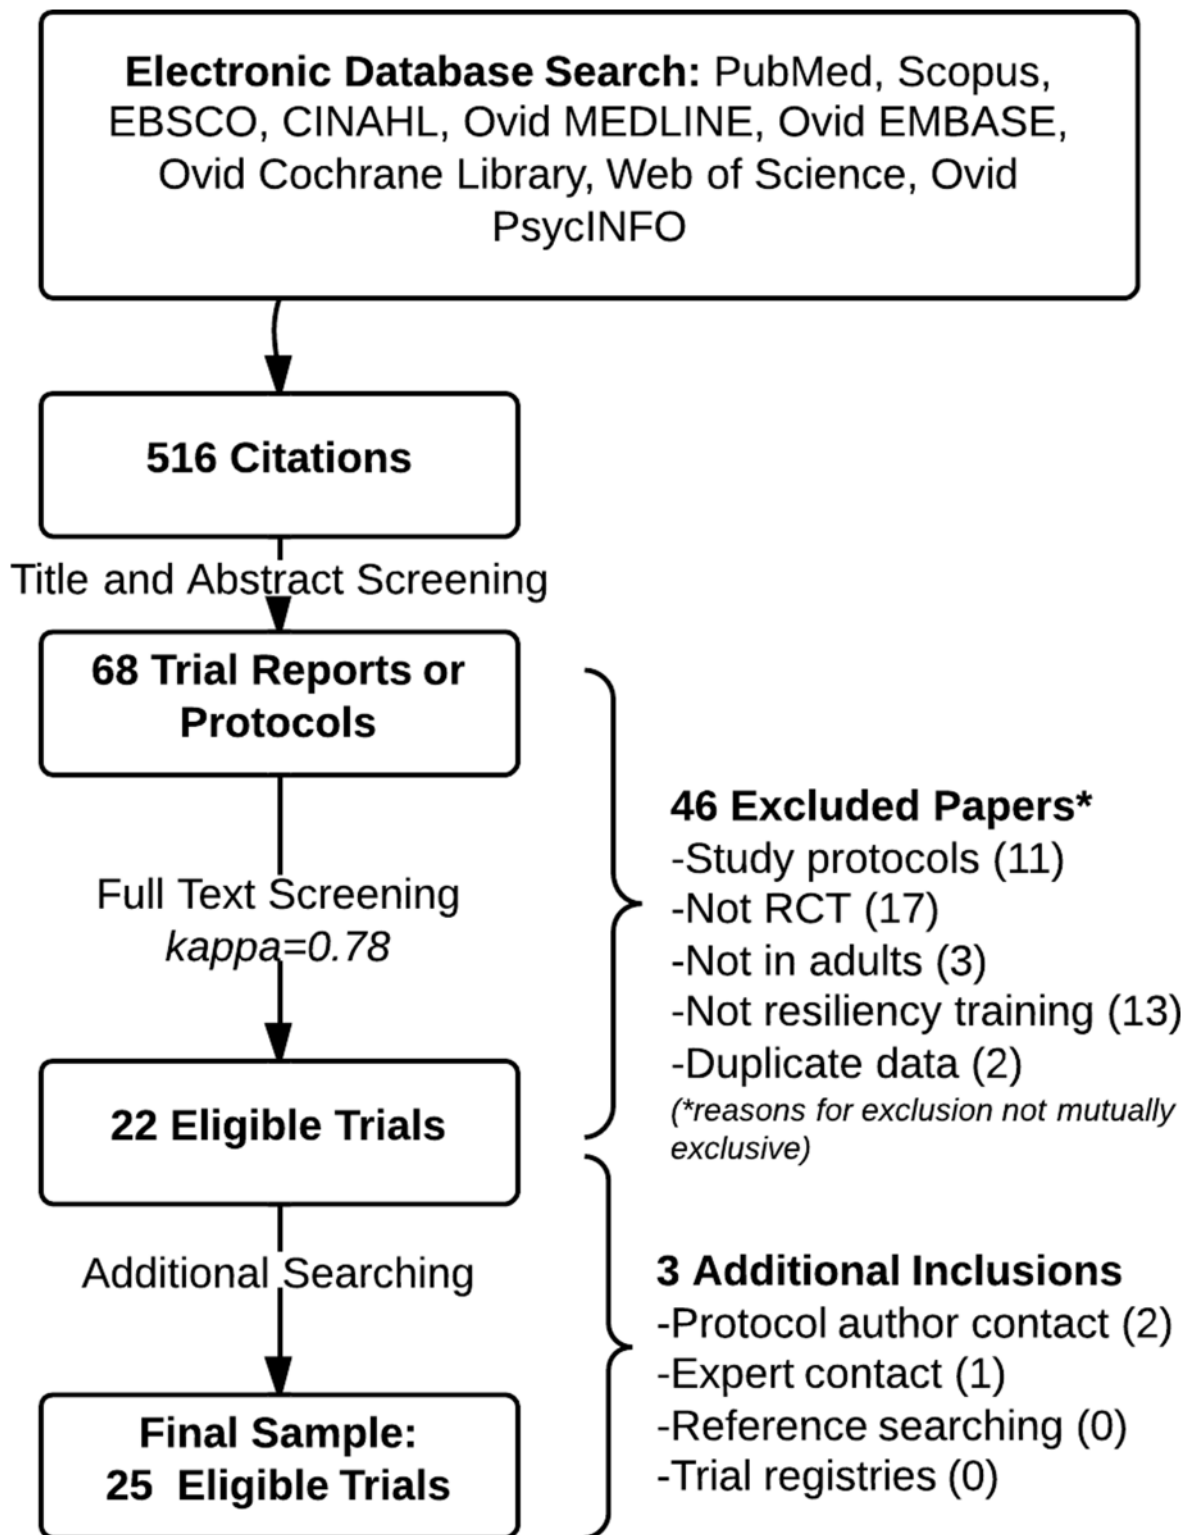 Electronic Database Search: PubMed, Scopus,
EBSCO, CINAHL, Ovid MEDLINE, Ovid EMBASE,
Ovid Cochrane Library, Web of Science, Ovid
PsycINFO
516 Citations
Title and Abstract Screening
68 Trial Reports or
Protocols
Full Text Screening
kappa=0.78
46 Excluded Papers*
-Study protocols (11)
-Not RCT (17)
-Not in adults (3)
-Not resiliency training (13)
-Duplicate data (2)
(*reasons for exclusion not mutually
exclusive)
22 Eligible Trials
Additional Searching
3 Additional Inclusions
-Protocol author contact (2)
-Expert contact (1)
-Reference searching (0)
-Trial registries (0)
Final Sample:
25 Eligible Trials